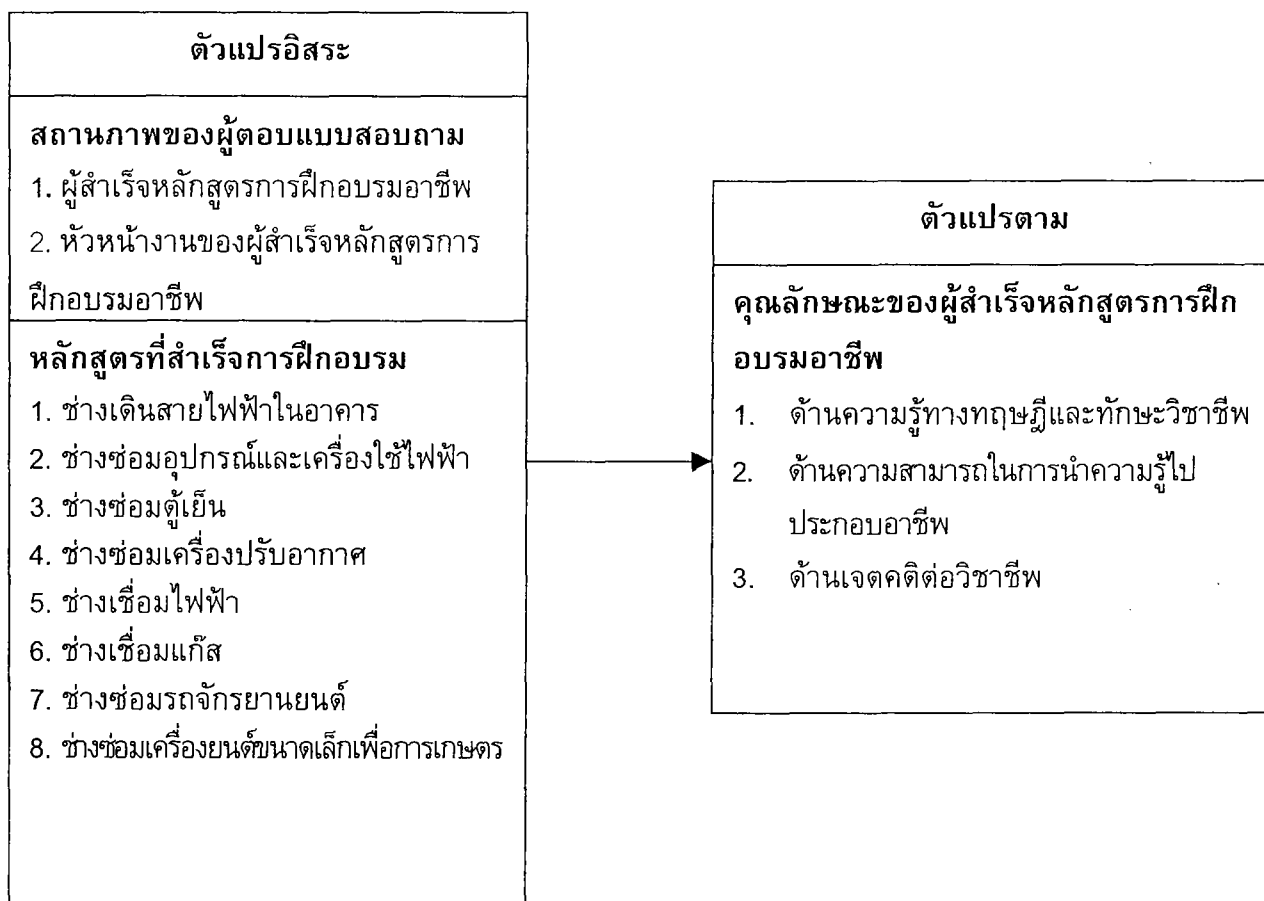 ตัวแปรอิสระ
สถานภาพของผู้ตอบแบบสอบถาม
1. ผู้สำเร็จหลักสูตรการฝึกอบรมอาชีพ
2. หัวหน้างานของผู้สำเร็จหลักสูตรการ
ฝึกอบรมอาชีพ
หลักสูตรที่สำเร็จการฝึกอบรม
1. ช่างเดินสายไฟฟ้าในอาคาร
2. ช่างซ่อมอุปกรณ์และเครื่องใช้ไฟฟ้า
3. ช่างซ่อมตู้เย็น
4. ช่างซ่อมเครื่องปรับอากาศ
5. ช่างเชื่อมไฟฟ้า
6. ช่างเชื่อมแก๊ส
7. ช่างซ่อมรถจักรยานยนต์
8. ช่างซ่อมเครื่องยนต์ขนาดเล็กเพื่อการเกษตร
ตัวแปรตาม
คุณลักษณะของผู้สำเร็จหลักสูตรการฝึก
อบรมอาชีพ
1. ด้านความรู้ทางทฤษฎีและทักษะวิชาชีพ
2. ด้านความสามารถในการนำความรู้ไป
ประกอบอาชีพ
3. ด้านเจตคติต่อวิชาชีพ